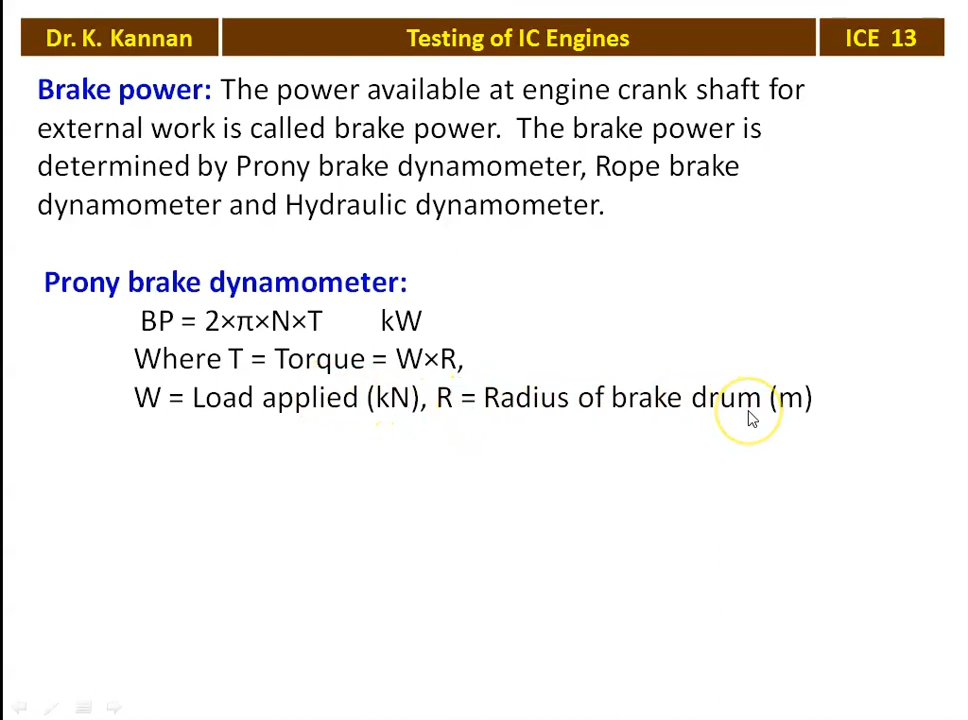 Dr. K. Kannan Testing of IC Engines ICE 13
Brake power: The power available at engine crank shaft for
external work is called brake power. The brake power is
determined by Prony brake dynamometer, Rope brake
dynamometer and Hydraulic dynamometer.
Prony brake dynamometer:
BP = 2×π×N×T kW
Where T = Torque = W×R,
W = Load applied (kN), R = Radius of brake drum (m)